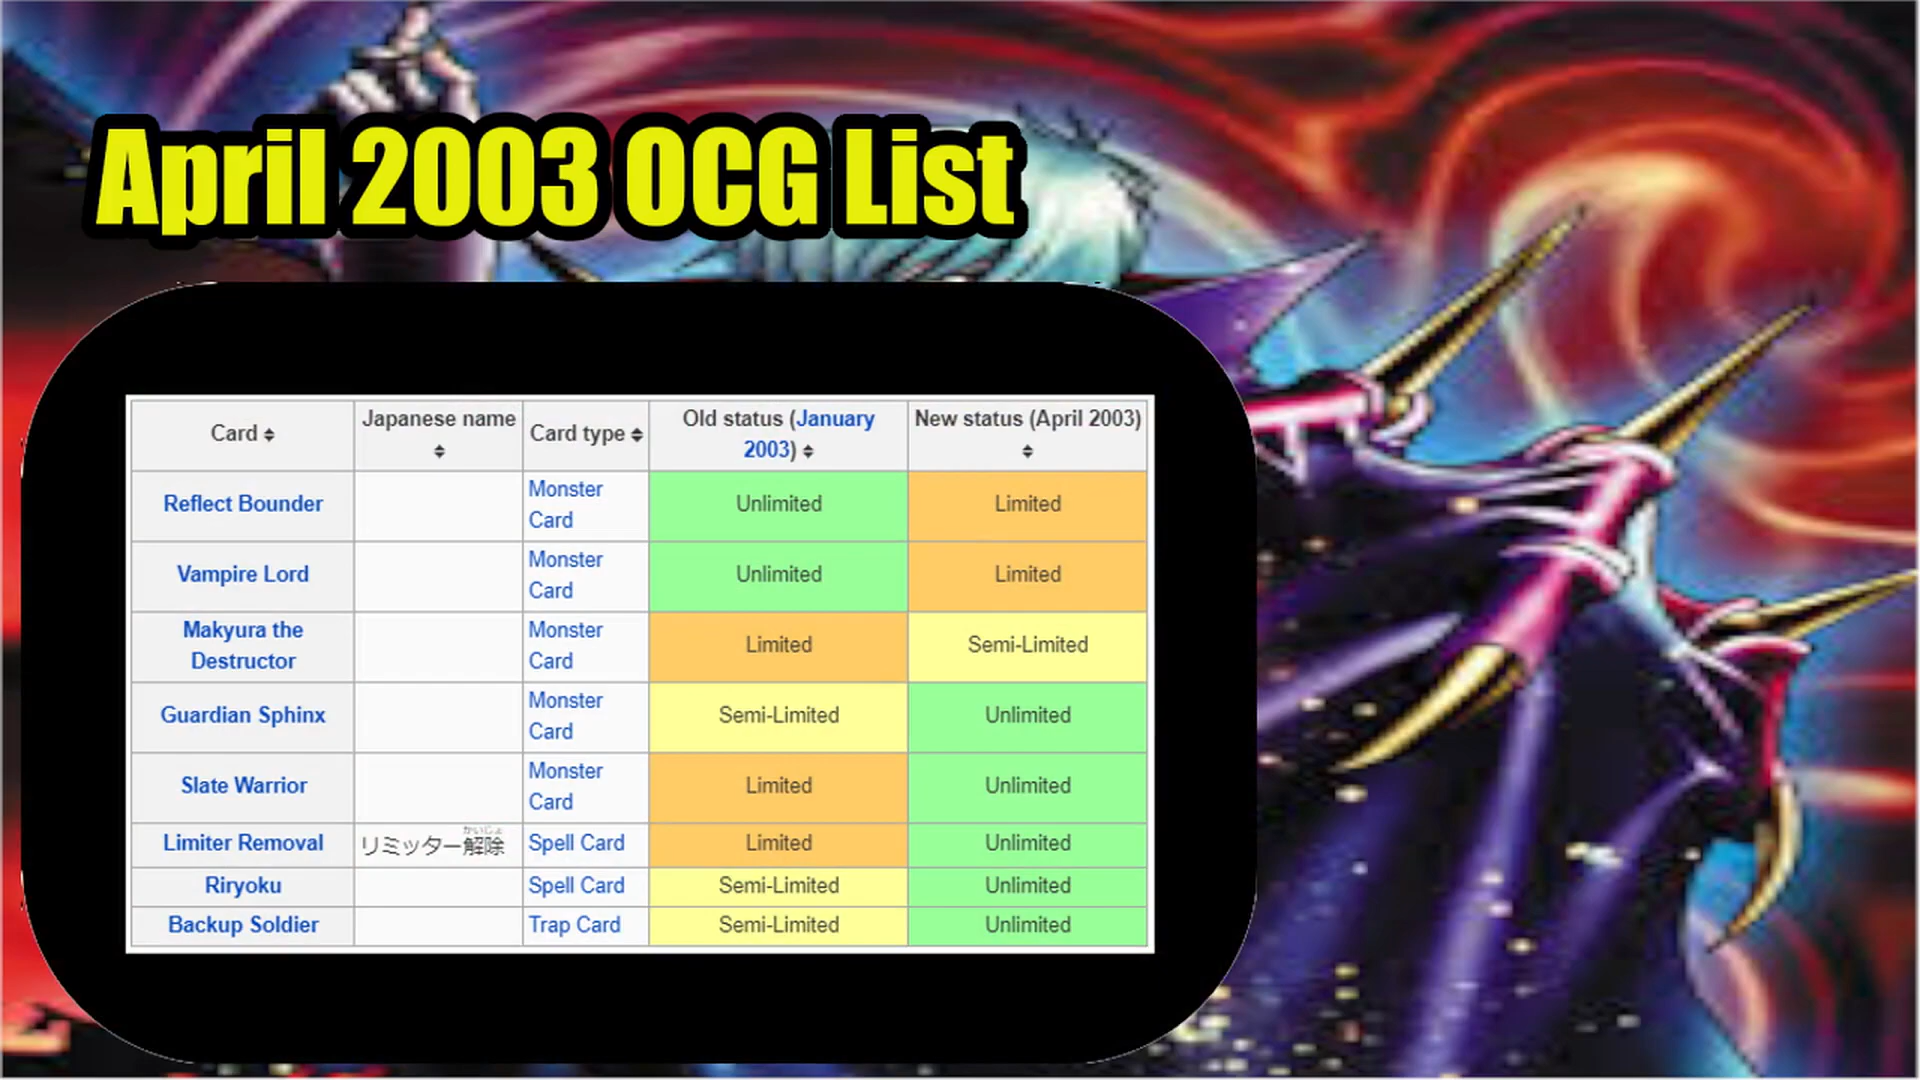 April 2003 OCG List
Card Japanese name Card type Old status (January 2003) New status (April 2003)
Reflect Bounder Monster Card Unlimited Limited
Vampire Lord Monster Card Unlimited Limited
Makyura the Destructor Monster Card Limited Semi-Limited
Guardian Sphinx Monster Card Semi-Limited Unlimited
Slate Warrior Monster Card Limited Unlimited
Limiter Removal リミッター解除 かいじょ Spell Card Limited Unlimited
Riryoku Spell Card Semi-Limited Unlimited
Backup Soldier Trap Card Semi-Limited Unlimited